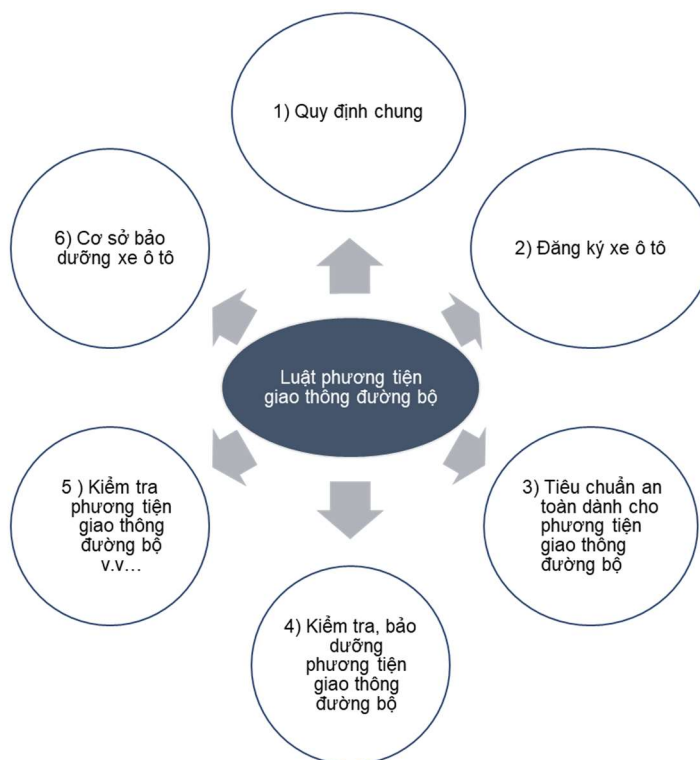 1) Quy định chung
6) Cơ sở bảo
dưỡng xe ô tô
2) Đăng ký xe ô tô
Luật phương tiện
giao thông đường bộ
5 ) Kiểm tra
phương tiện
giao thông
đường bộ
v.v…
3) Tiêu chuẩn an
toàn dành cho
phương tiện
giao thông
đường bộ
4) Kiểm tra, bảo
dưỡng
phương tiện
giao thông
đường bộ